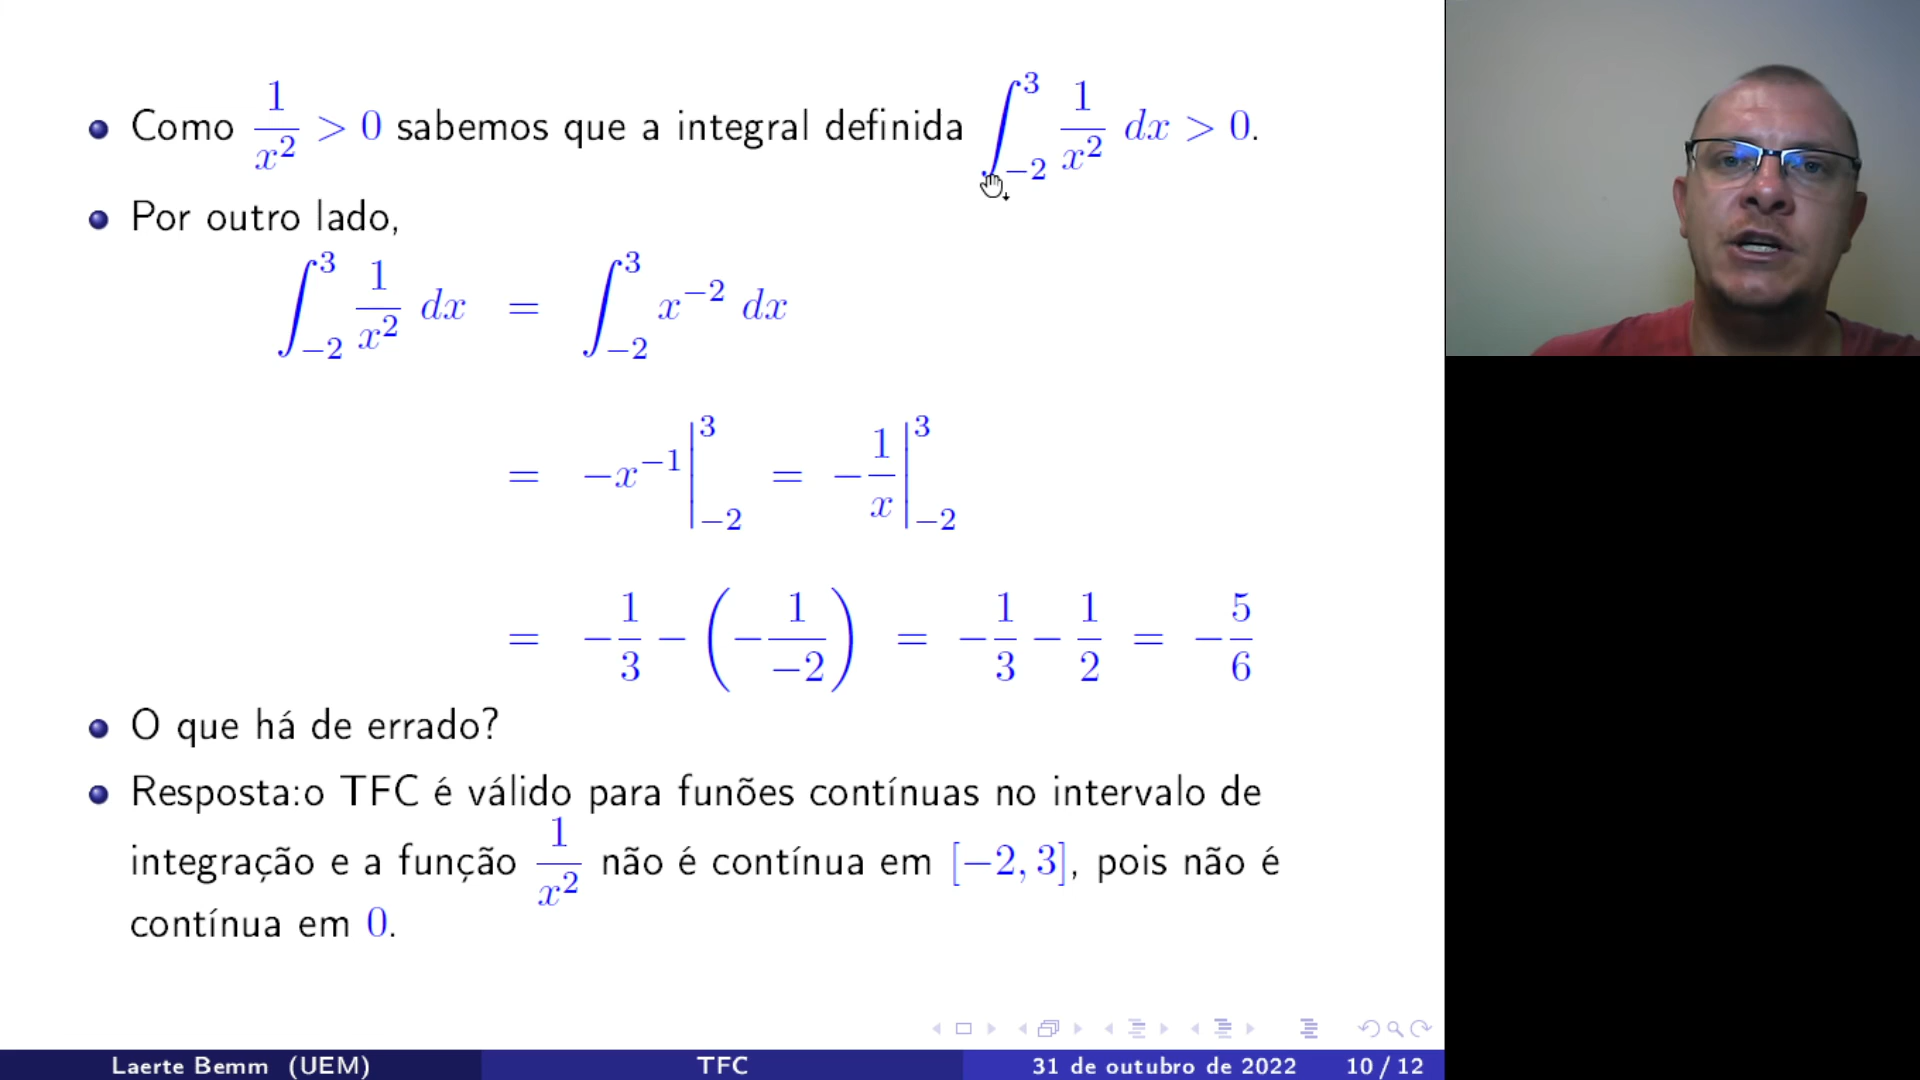 • Como 1/x² > 0 sabemos que a integral definida ∫_{-2}^{3} 1/x² dx > 0.
• Por outro lado,
∫_{-2}^{3} 1/x² dx = ∫_{-2}^{3} x^{-2} dx
= -x^{-1} |_{-2}^{3} = -1/x |_{-2}^{3}
= -1/3 - (-1/-2) = -1/3 - 1/2 = -5/6
• O que há de errado?
• Resposta:o TFC é válido para funões contínuas no intervalo de
integração e a função 1/x² não é contínua em [-2, 3], pois não é
contínua em 0.
Laerte Bemm (UEM) TFC 31 de outubro de 2022 10 / 12